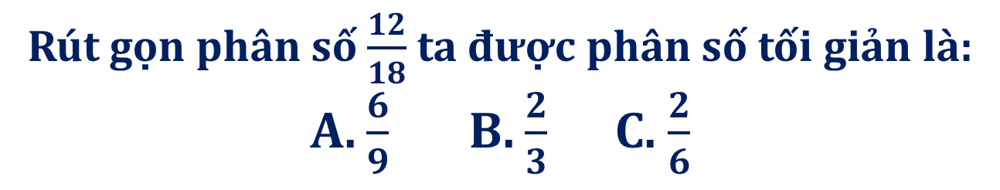 Rút gọn phân số 12/18 ta được phân số tối giản là:
A. 6/9 B. 2/3 C. 2/6